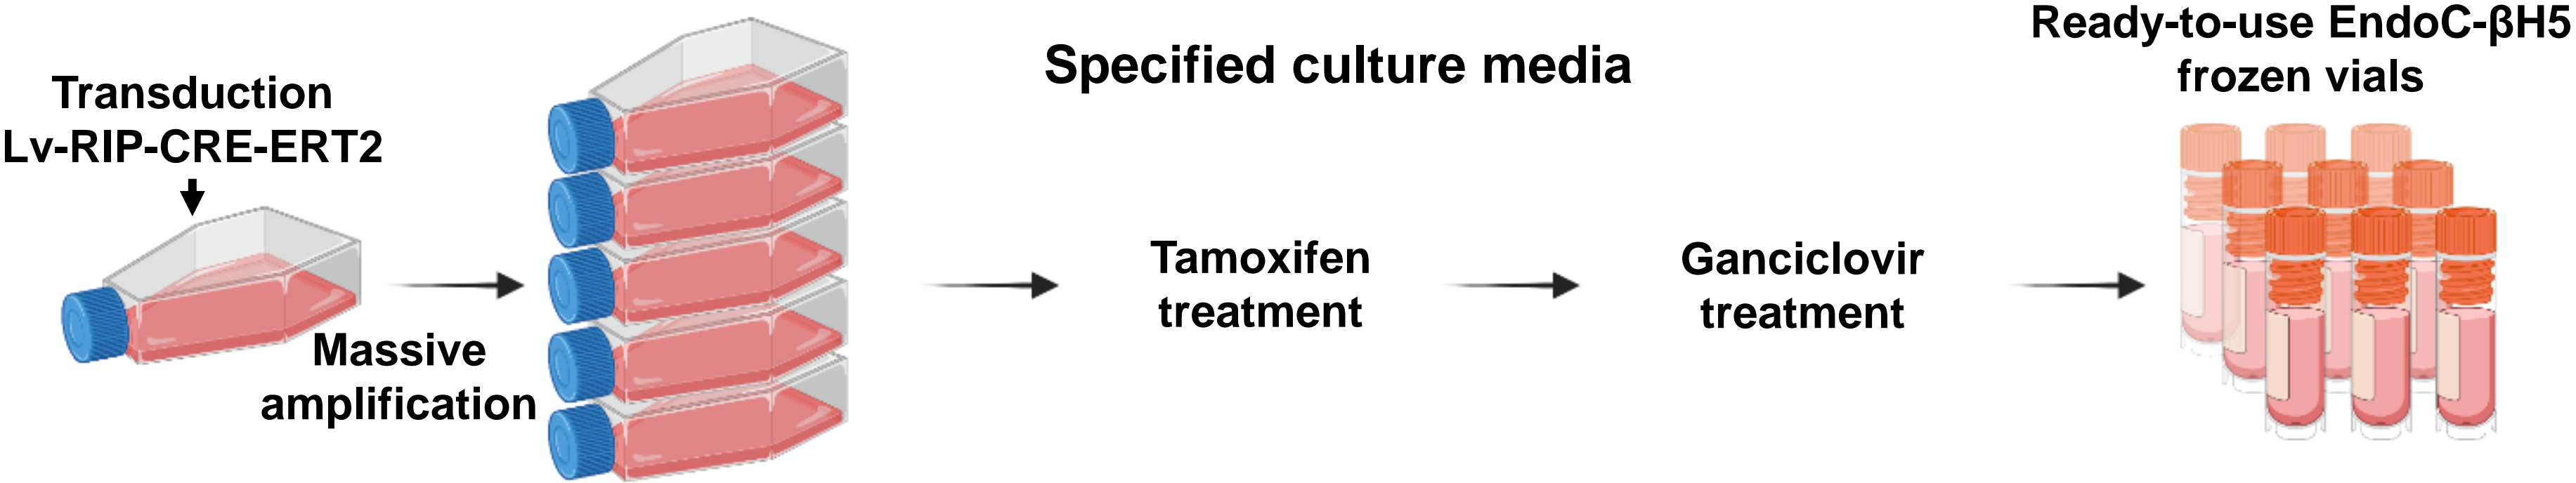 Transduction
Lv-RIP-CRE-ERT2
Massive
amplification
Specified culture media
Tamoxifen
treatment
Ganciclovir
treatment
Ready-to-use EndoC-βH5
frozen vials